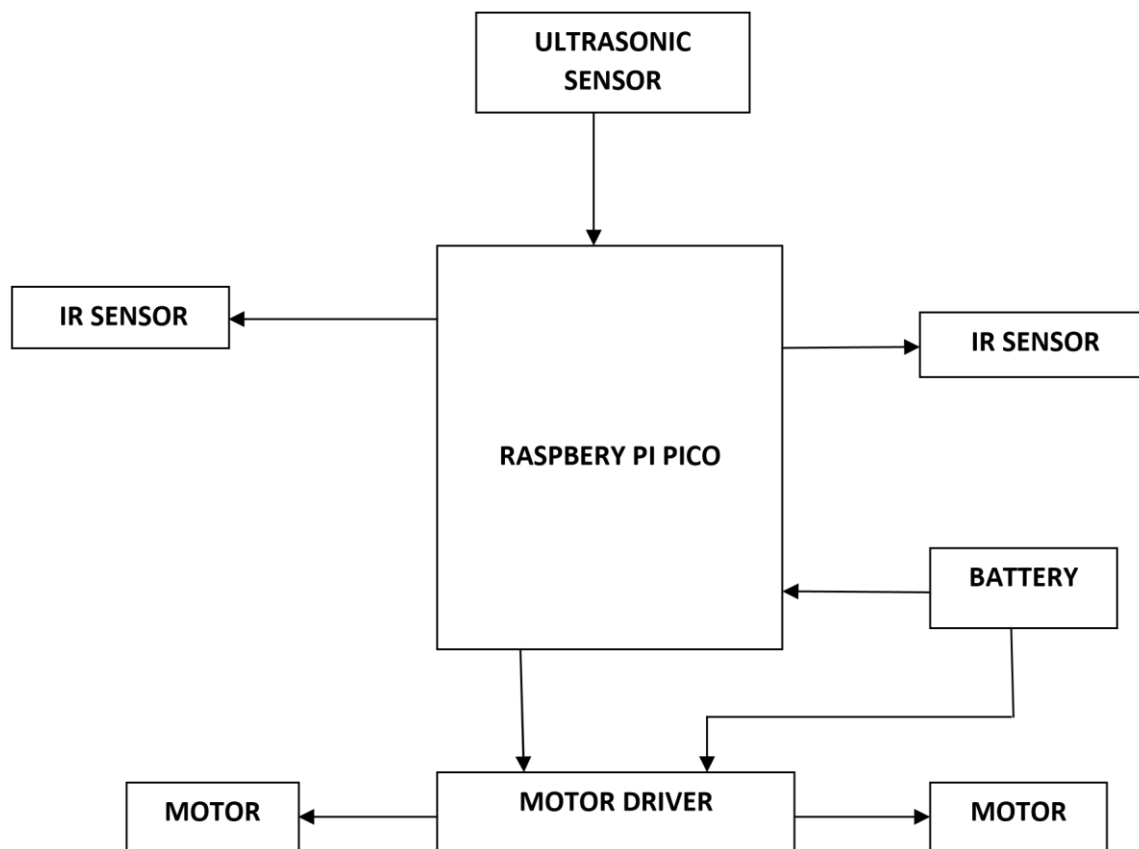 ULTRASONIC
SENSOR
IR SENSOR
IR SENSOR
RASPBERY PI PICO
BATTERY
MOTOR DRIVER
MOTOR
MOTOR